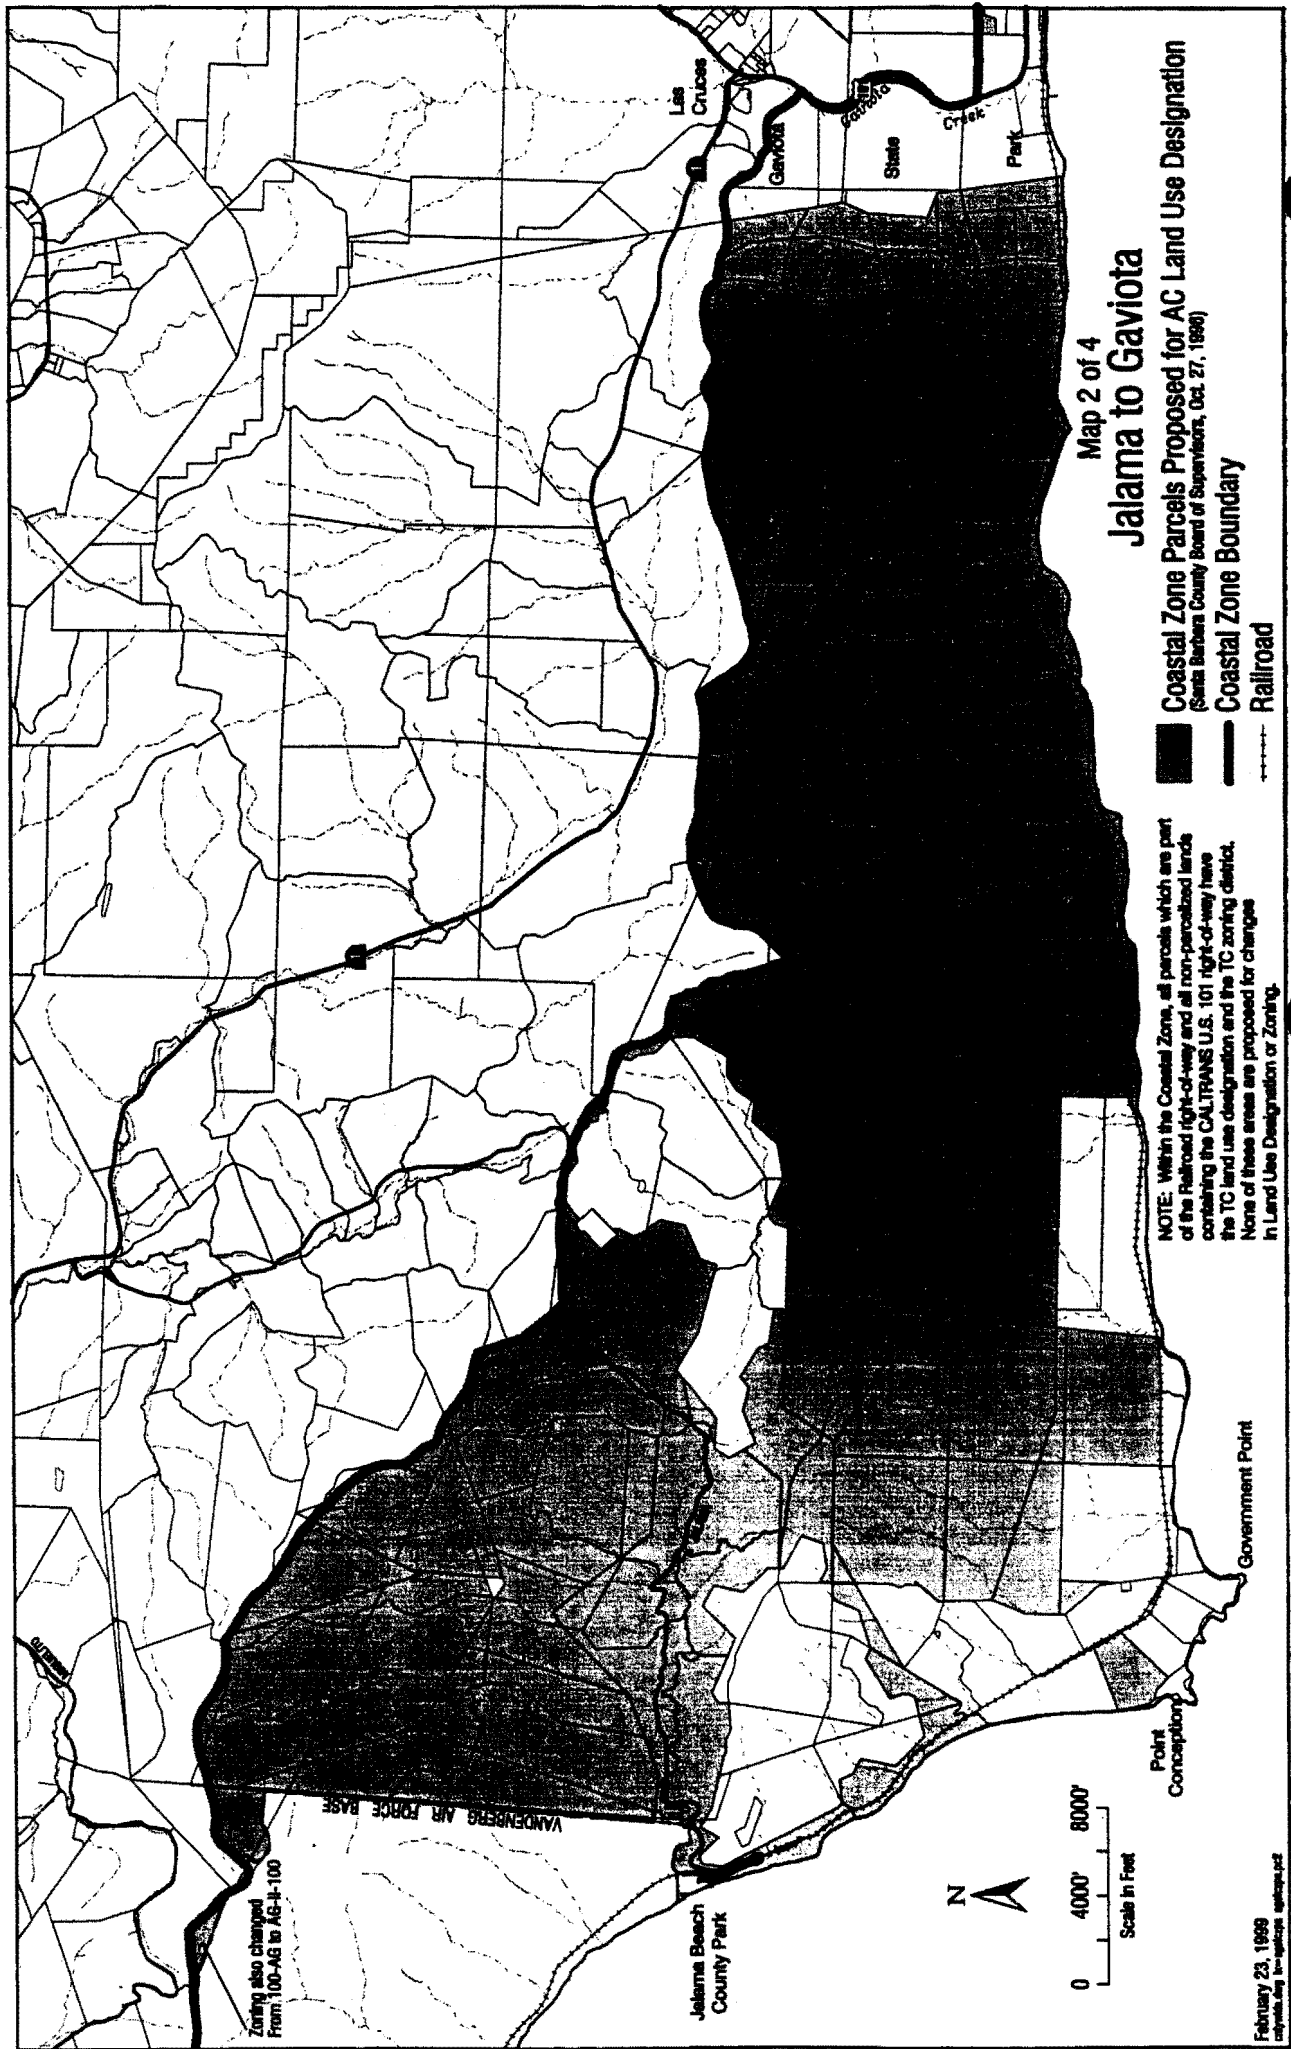 Map 2 of 4
Jalama to Gaviota
Coastal Zone Parcels Proposed for AC Land Use Designation
(Santa Barbara County Board of Supervisors, Oct. 27, 1998)
Coastal Zone Boundary
Railroad
NOTE: Within the Coastal Zone, all parcels which are part
of the Railroad right-of-way and all non-parcelized lands
containing the CALTRANS U.S. 101 right-of-way have
the TC land use designation and the TC zoning district.
None of these areas are proposed for changes
in Land Use Designation or Zoning.
Las
Cruces
Gaviota
State
Park
Gaviota
Creek
1
1
VANDENBERG AIR FORCE BASE
Zoning also changed
From 100-AG to AG-II-100
Jalama Beach
County Park
Point
Conception
Government Point
N
0 4000' 8000'
Scale in Feet
February 23, 1999